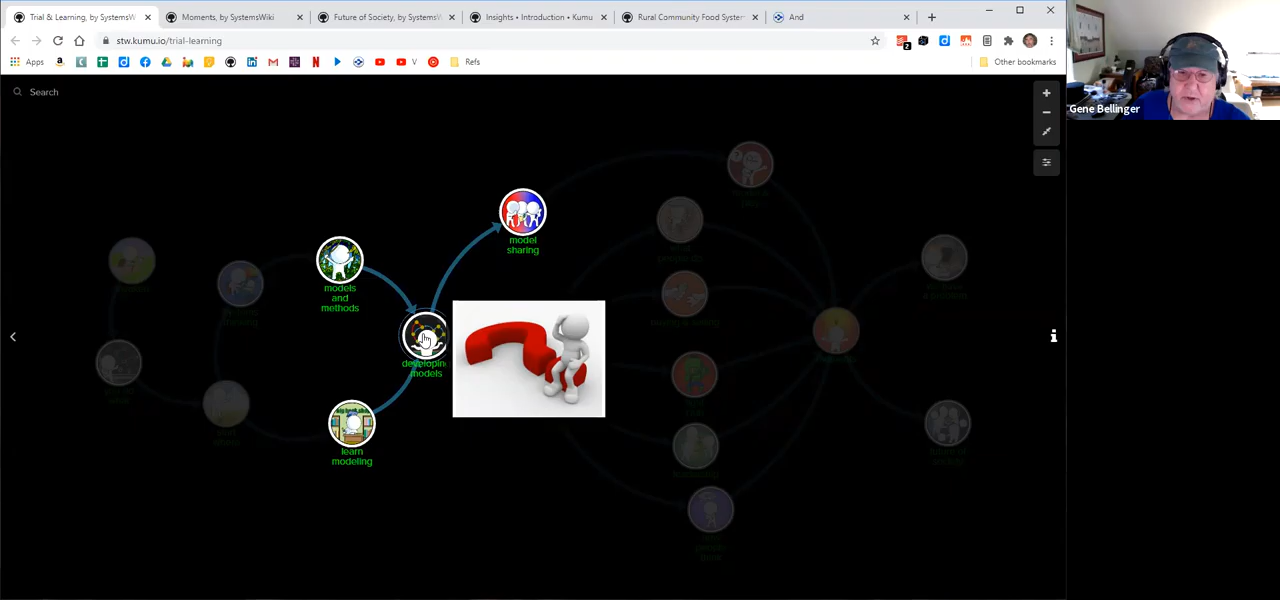 Trial & Learning, by SystemsW
Moments, by SystemsWiki
Future of Society, by SystemsW
Insights • Introduction • Kumu
Rural Community Food System
And
stw.kumu.io/trial-learning
2
Apps
V
Refs
Other bookmarks
Search
Gene Bellinger
model
sharing
models
and
methods
developin
models
learn
modeling